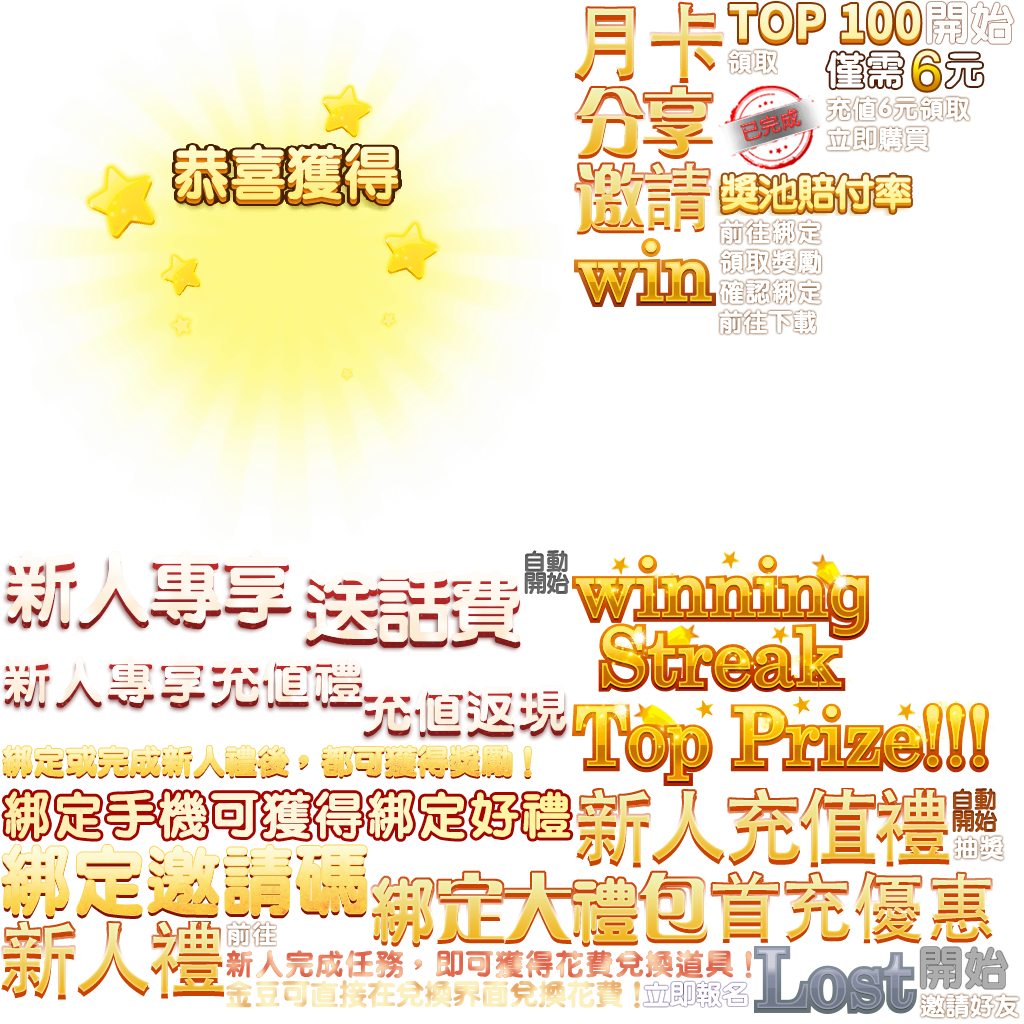 恭喜獲得
月卡
TOP 100
開始
領取
僅需6元
分享
已完成
充值6元領取
立即購買
邀請
獎池賠付率
前往綁定
win
領取獎勵
確認綁定
前往下載
新人專享
送話費
自動
開始
winning
Streak
新人專享充值禮
充值返現
Top Prize!!!
綁定或完成新人禮後，都可獲得獎勵！
綁定手機可獲得
綁定好禮
新人充值禮
自動
開始
抽獎
綁定邀請碼
綁定大禮包
首充優惠
新人禮
前往
新人完成任務，即可獲得花費兌換道具！
金豆可直接在兌換界面兌換花費！
立即報名
Lost
開始
邀請好友